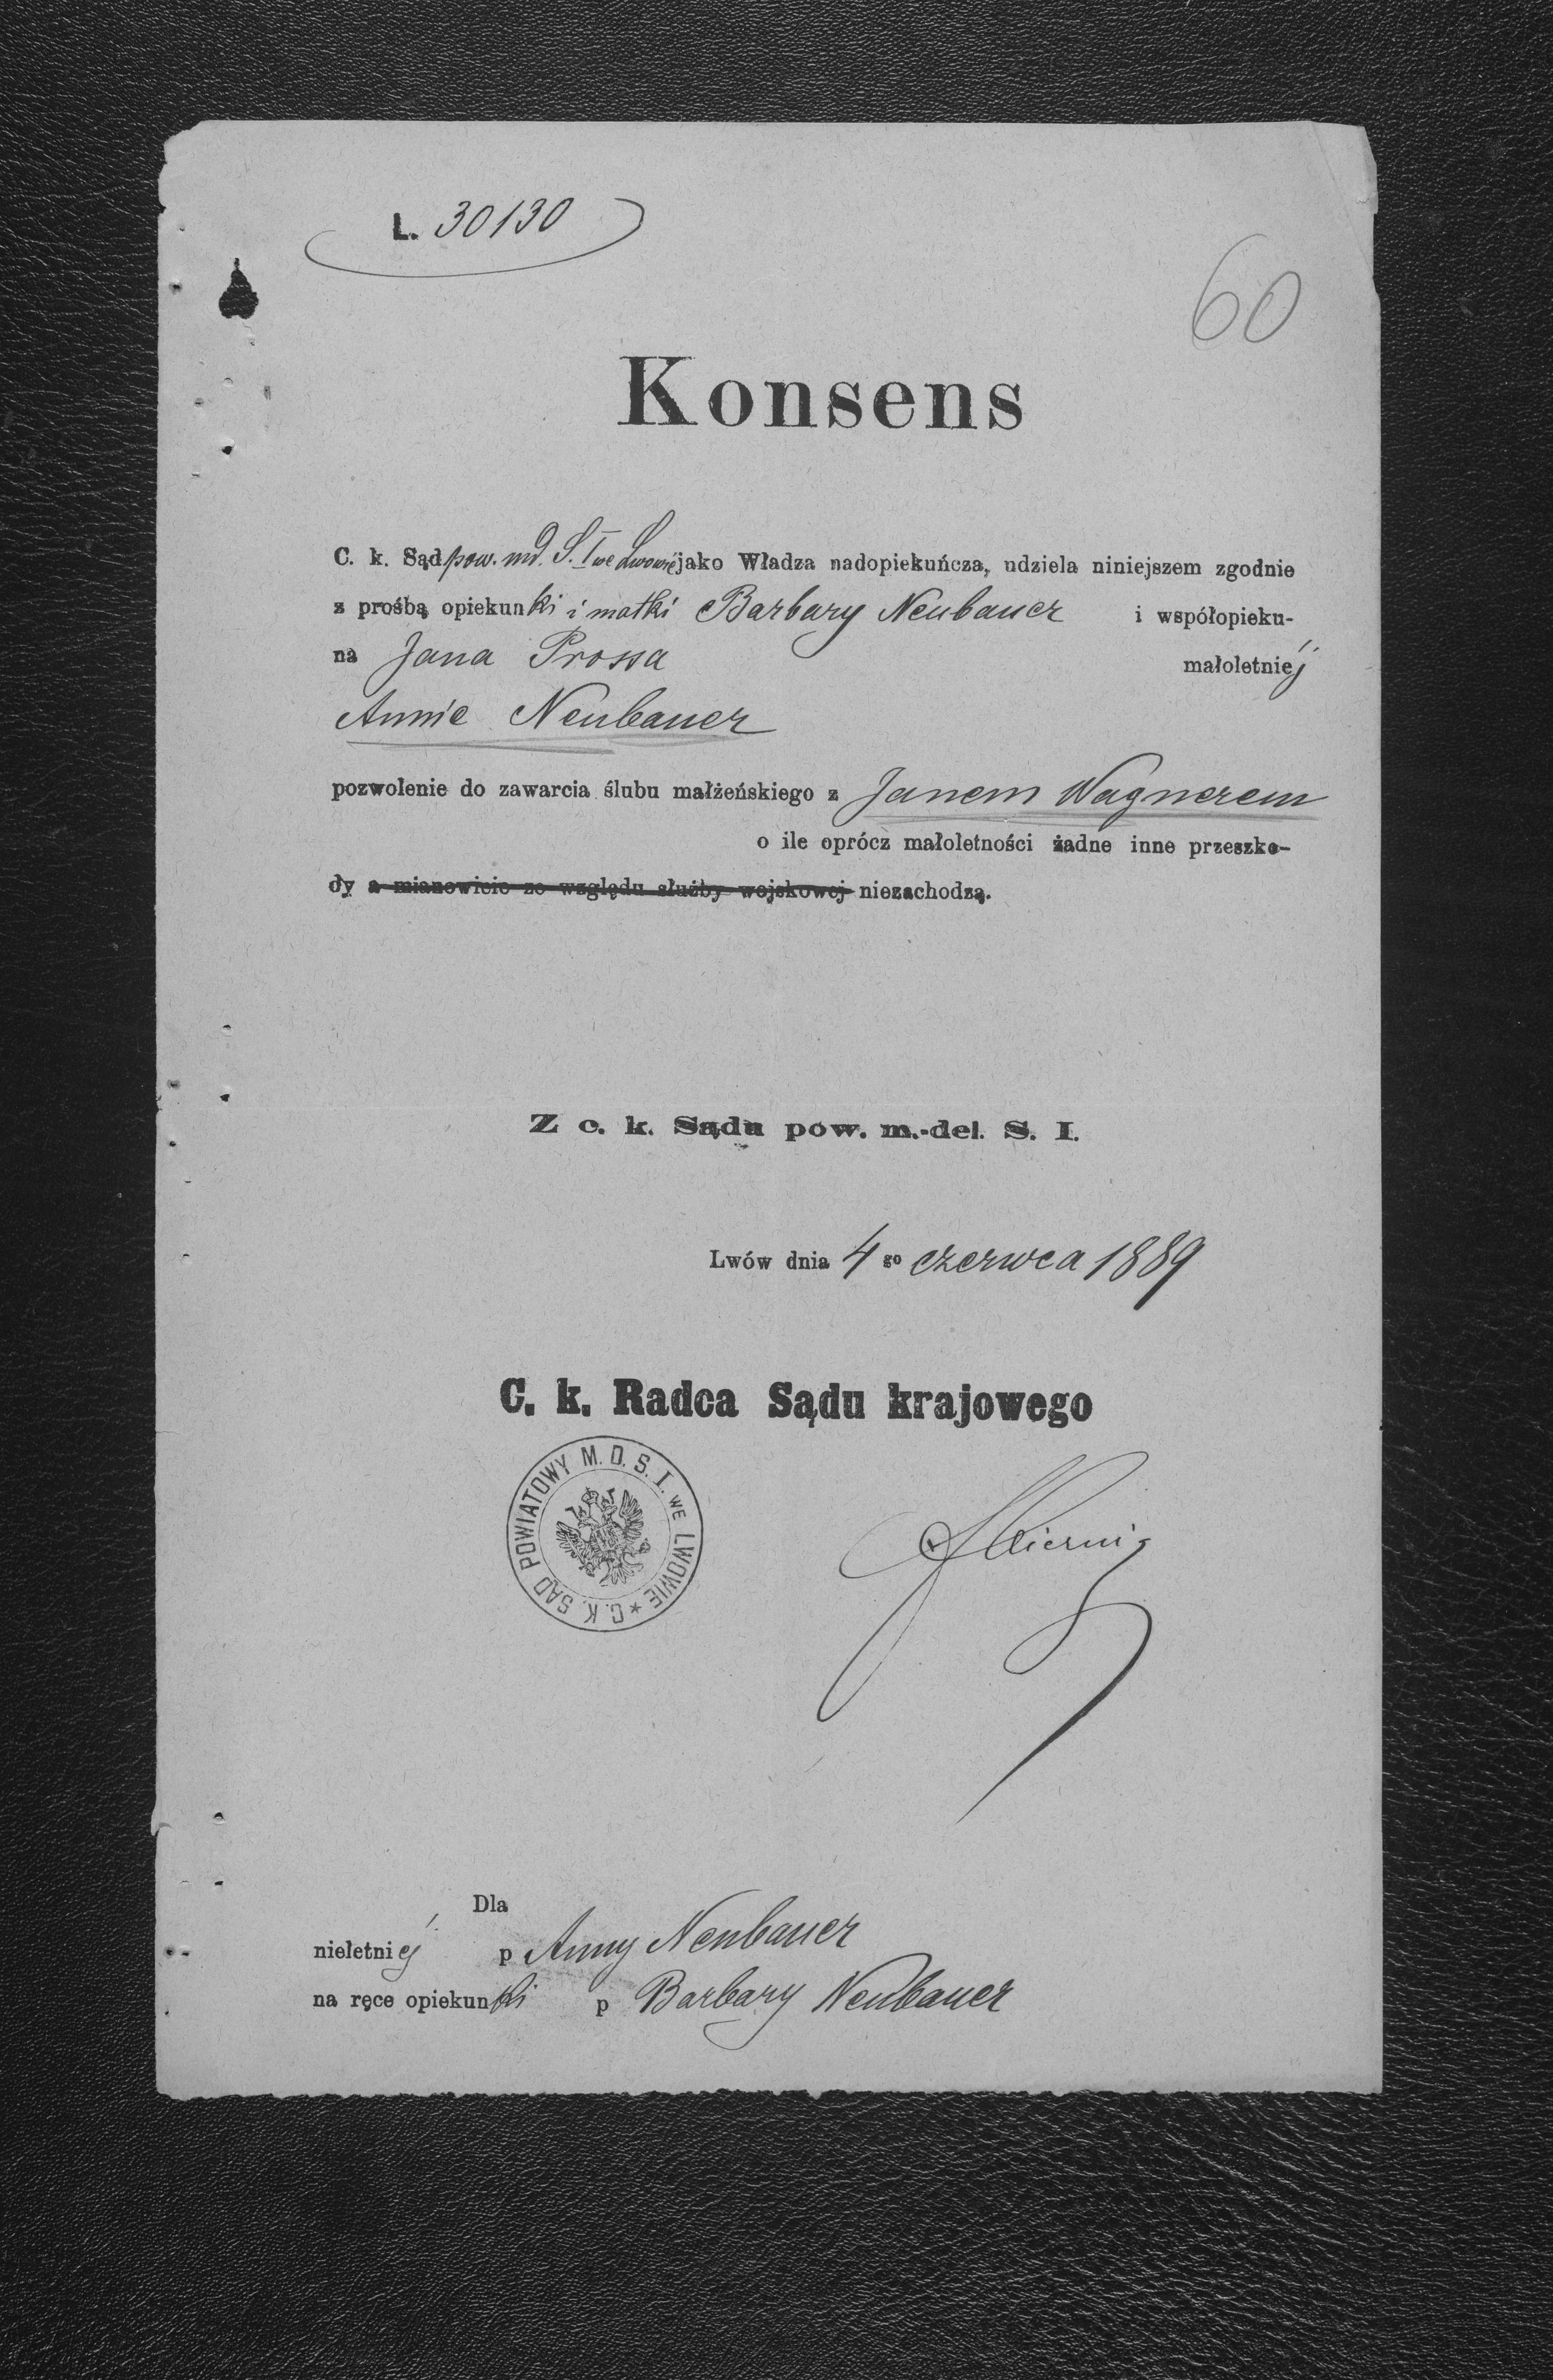 L. 30130
60
Konsens
C. k. Sąd pow. md. S. I we Lwowie jako Władza nadopiekuńcza, udziela niniejszem zgodnie
z prośbą opiekunki i matki Barbary Neubauer i współopieku-
na Jana Prossa małoletniéj
Annie Neubauer
pozwolenie do zawarcia ślubu małżeńskiego z Janem Wagnerem
o ile oprócz małoletności żadne inne przeszko-
dy a mianowicie ze względu służby wojskowej niezachodzą.
Z c. k. Sądu pow. m.-del. S. I.
Lwów dnia 4 go czerwca 1889
C. k. Radca Sądu krajowego
C. K. SĄD POWIATOWY M. D. S. I. WE LWOWIE *
Dla
nieletniéj p Anny Neubauer
na ręce opiekunki p Barbary Neubauer